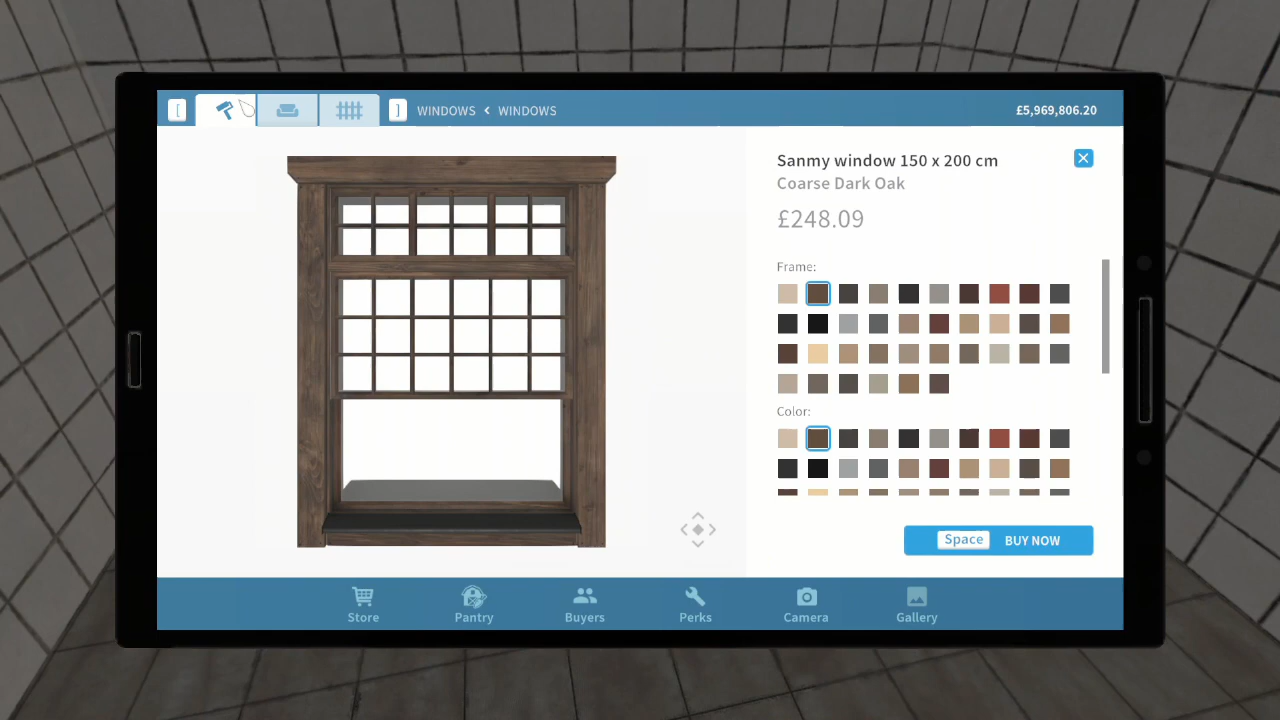 [
]
WINDOWS < WINDOWS
£5,969,806.20
Sanmy window 150 x 200 cm
Coarse Dark Oak
£248.09
Frame:
Color:
Space BUY NOW
Store
Pantry
Buyers
Perks
Camera
Gallery